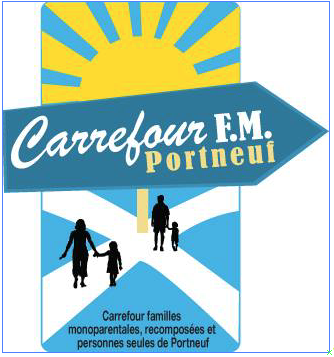 Carrefour F.M.
Portneuf
Carrefour familles
monoparentales, recomposées et
personnes seules de Portneuf